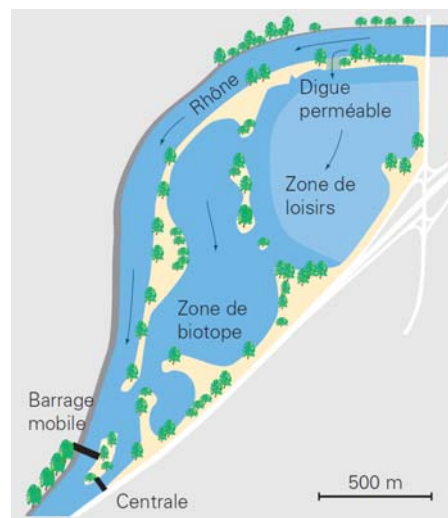 Rhône
Digue
perméable
Zone de
loisirs
Zone de
biotope
Barrage
mobile
Centrale
500 m